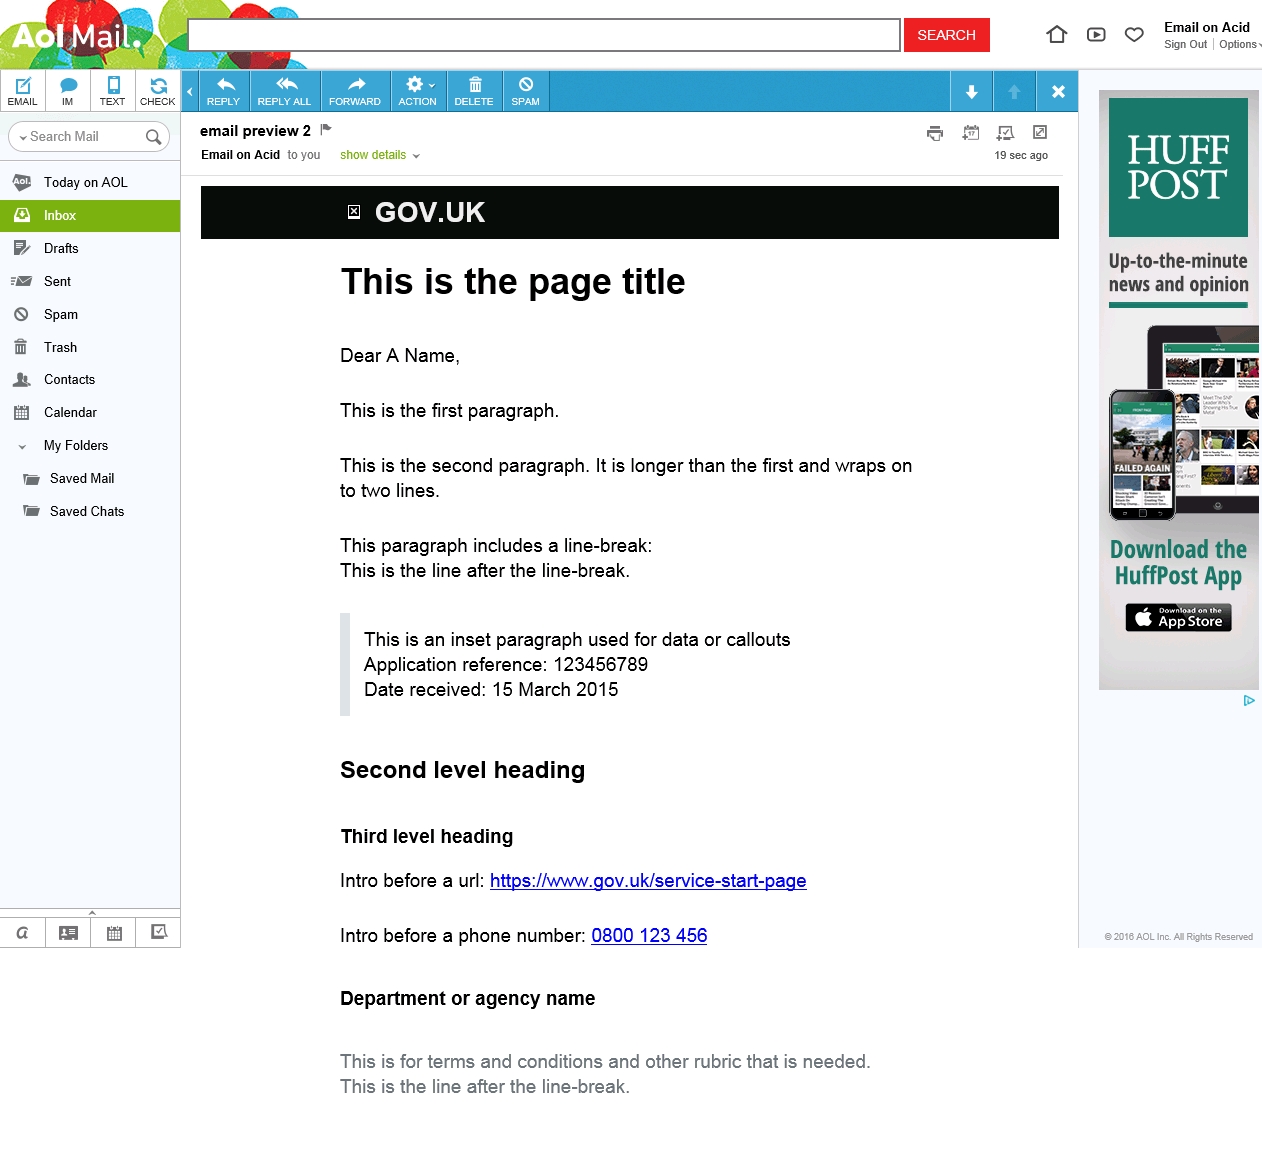 Aol Mail.
SEARCH
Email on Acid
Sign Out Options
EMAIL IM TEXT CHECK
REPLY REPLY ALL FORWARD ACTION DELETE SPAM
Search Mail
Today on AOL
Inbox
Drafts
Sent
Spam
Trash
Contacts
Calendar
My Folders
Saved Mail
Saved Chats
email preview 2
Email on Acid to you show details
19 sec ago
GOV.UK
This is the page title
Dear A Name,
This is the first paragraph.
This is the second paragraph. It is longer than the first and wraps on
to two lines.
This paragraph includes a line-break:
This is the line after the line-break.
This is an inset paragraph used for data or callouts
Application reference: 123456789
Date received: 15 March 2015
Second level heading
Third level heading
Intro before a url: https://www.gov.uk/service-start-page
Intro before a phone number: 0800 123 456
Department or agency name
This is for terms and conditions and other rubric that is needed.
This is the line after the line-break.
HUFF
POST
Up-to-the-minute
news and opinion
FRONT PAGE
FAILED AGAIN
Download the
HuffPost App
Download on the
App Store
© 2016 AOL Inc. All Rights Reserved